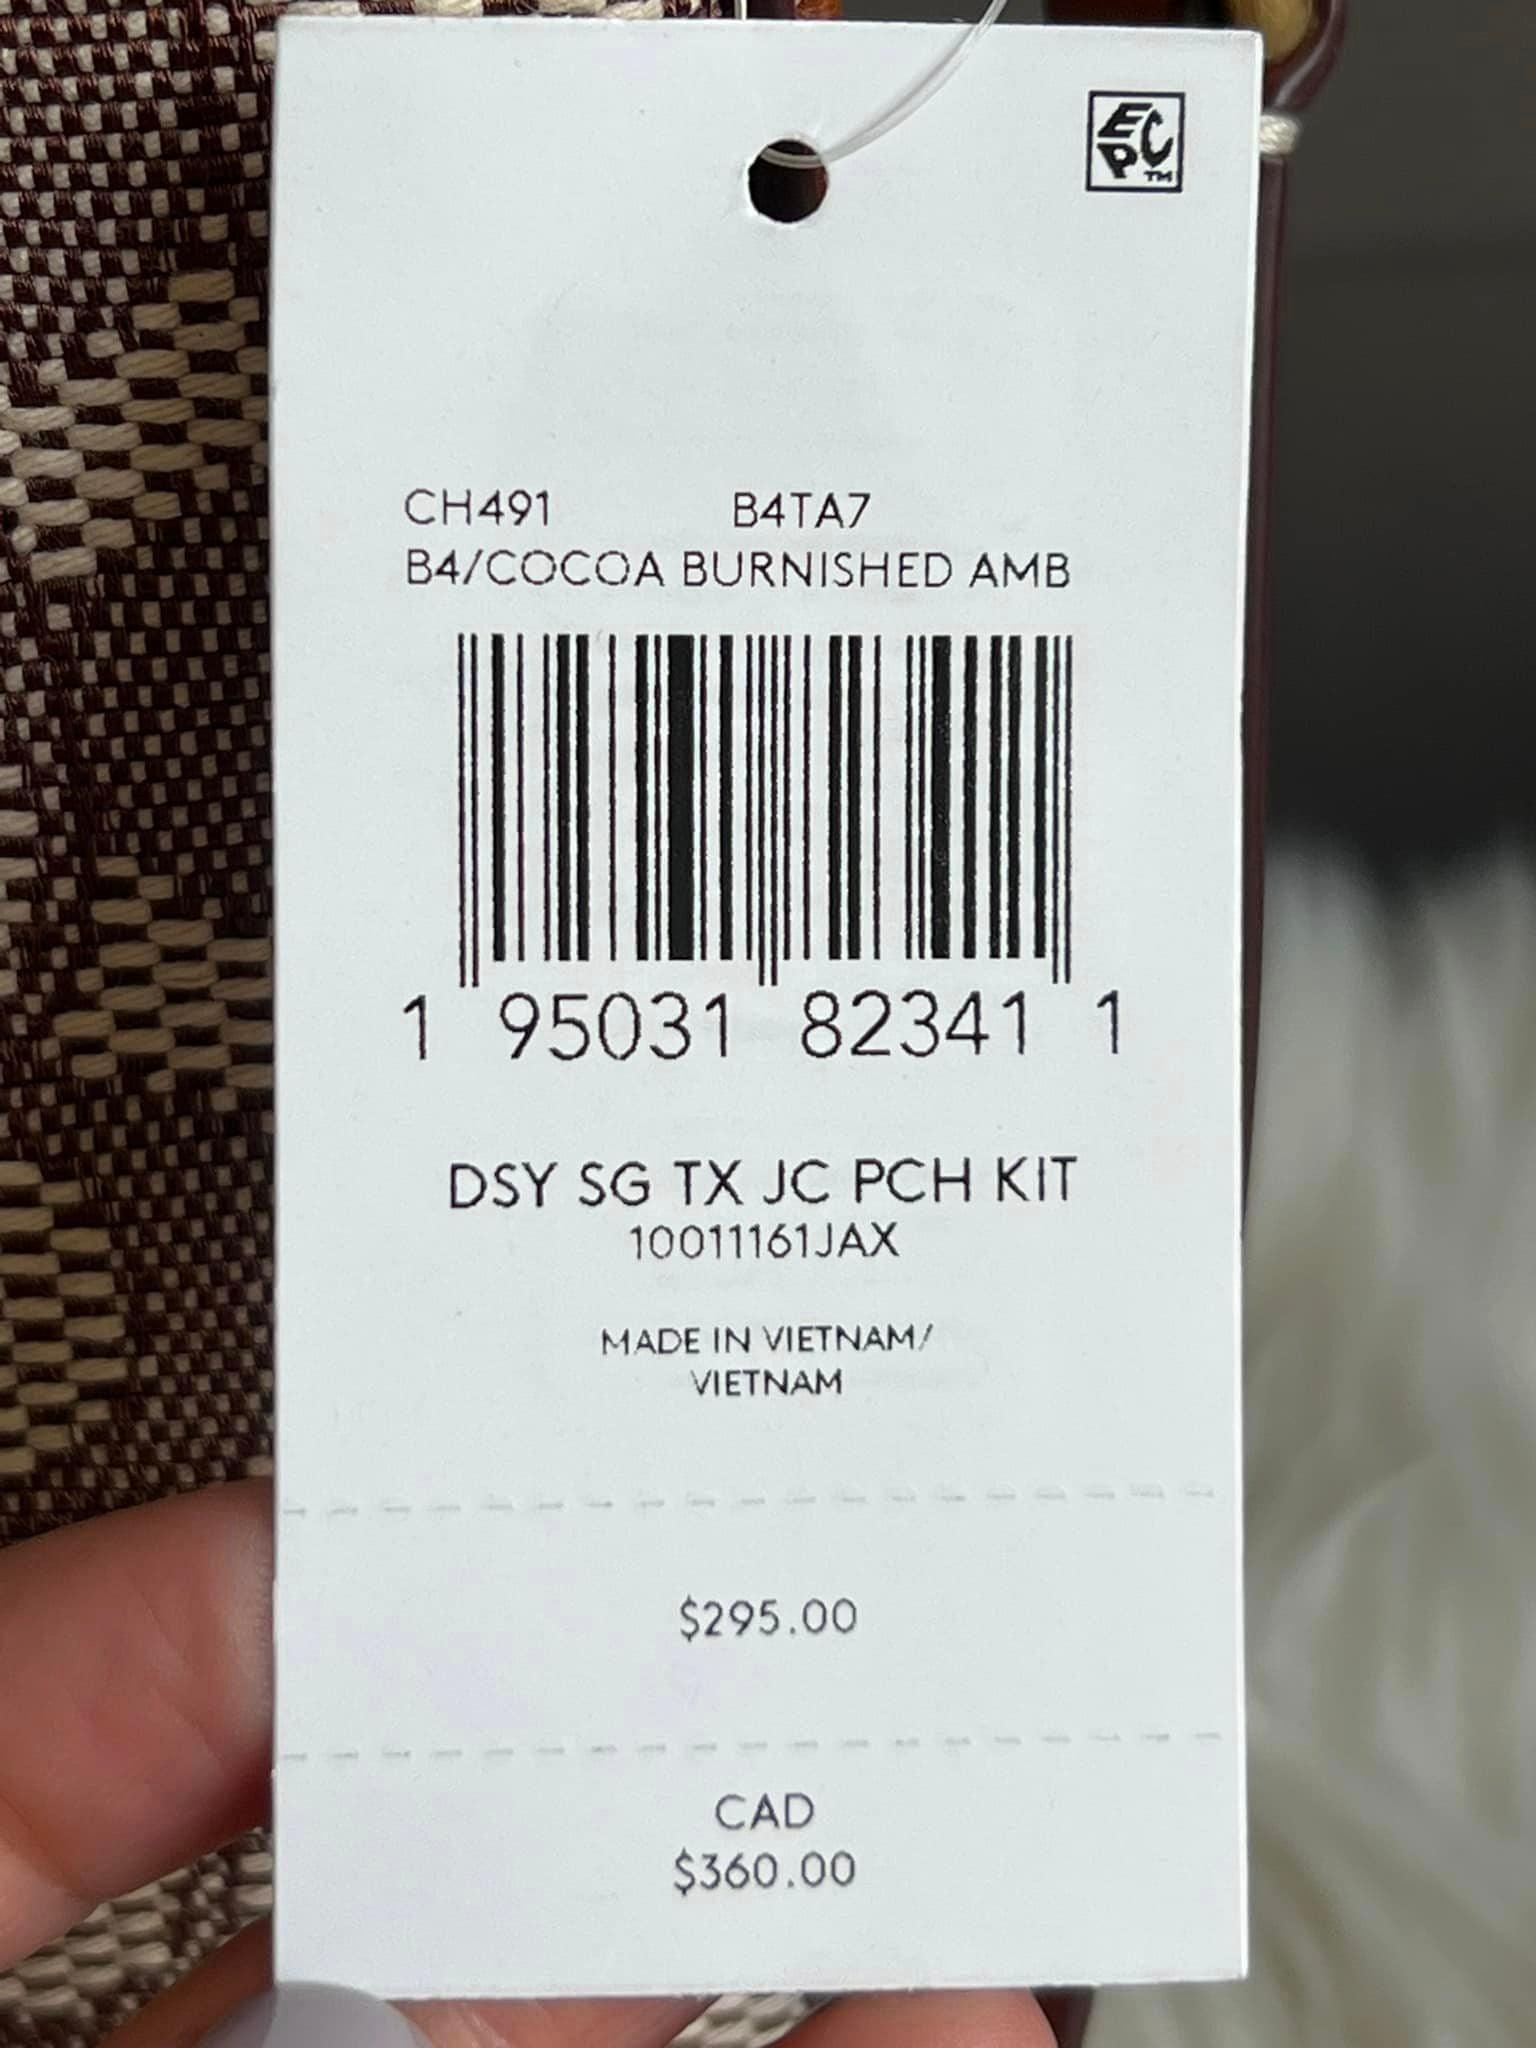 EPC™
CH491 B4TA7
B4/COCOA BURNISHED AMB
1 95031 82341 1
DSY SG TX JC PCH KIT
10011161JAX
MADE IN VIETNAM/
VIETNAM
$295.00
CAD
$360.00